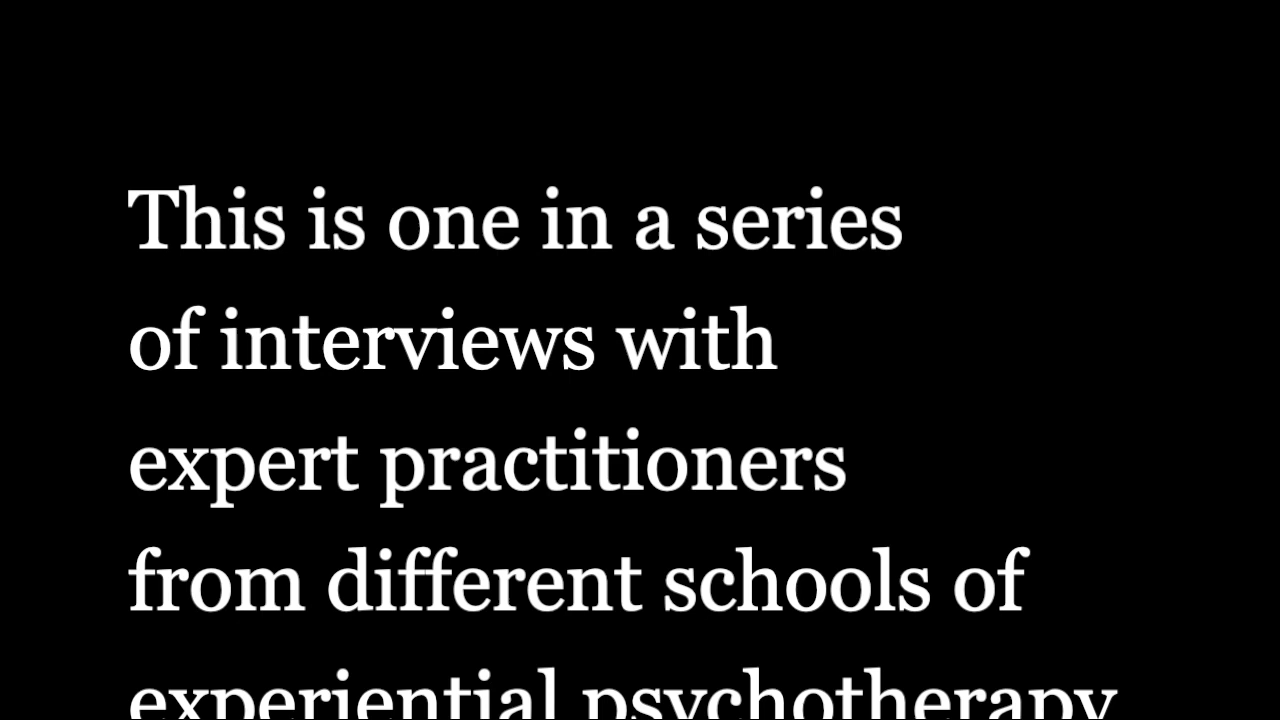 This is one in a series
of interviews with
expert practitioners
from different schools of
experiential psychotherapy